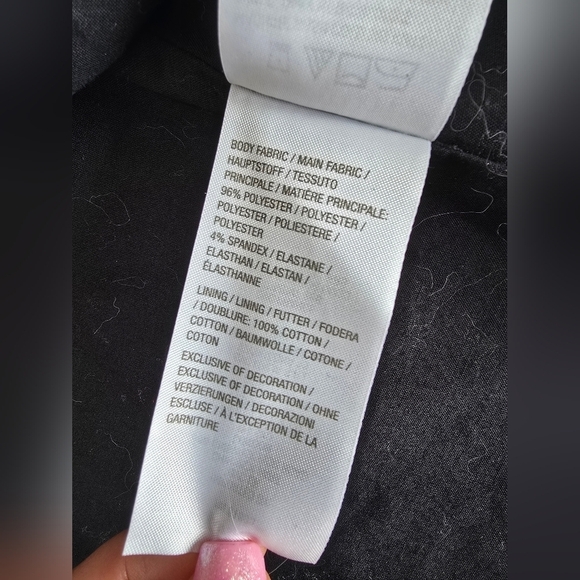 BODY FABRIC / MAIN FABRIC /
HAUPTSTOFF / TESSUTO
PRINCIPALE / MATIÈRE PRINCIPALE:
96% POLYESTER / POLYESTER /
POLYESTER / POLIESTERE /
POLYESTER
4% SPANDEX / ELASTANE /
ELASTHAN / ELASTAN /
ÉLASTHANNE
LINING / LINING / FUTTER / FODERA
/ DOUBLURE: 100% COTTON /
COTTON / BAUMWOLLE / COTONE /
COTON
EXCLUSIVE OF DECORATION /
EXCLUSIVE OF DECORATION / OHNE
VERZIERUNGEN / DECORAZIONI
ESCLUSE / À L'EXCEPTION DE LA
GARNITURE